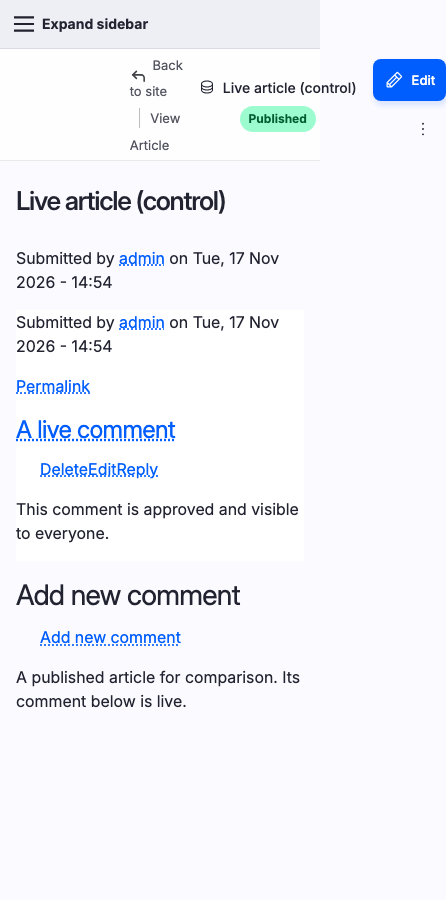 Expand sidebar
Back
to site
View
Article
Live article (control)
Published
Edit
Live article (control)
Submitted by admin on Tue, 17 Nov
2026 - 14:54
Submitted by admin on Tue, 17 Nov
2026 - 14:54
Permalink
A live comment
DeleteEditReply
This comment is approved and visible
to everyone.
Add new comment
Add new comment
A published article for comparison. Its
comment below is live.